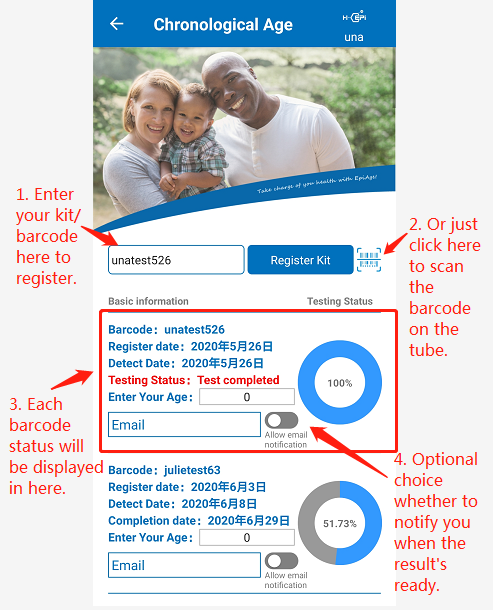 Chronological Age
H-EPi
una
Take charge of you health with EpiAge!
1. Enter
your kit/
barcode
here to
register.
unatest526
Register Kit
2. Or just
click here
to scan
the
barcode
on the
tube.
Basic information
Testing Status
Barcode：unatest526
Register date：2020年5月26日
Detect Date：2020年5月26日
Testing Status：Test completed
Enter Your Age：
0
Email
Allow email
notification
100%
3. Each
barcode
status will
be displayed
in here.
4. Optional
choice
whether to
notify you
when the
result's
ready.
Barcode：julietest63
Register date：2020年6月3日
Detect Date：2020年6月8日
Completion date：2020年6月29日
Enter Your Age：
0
Email
Allow email
notification
51.73%